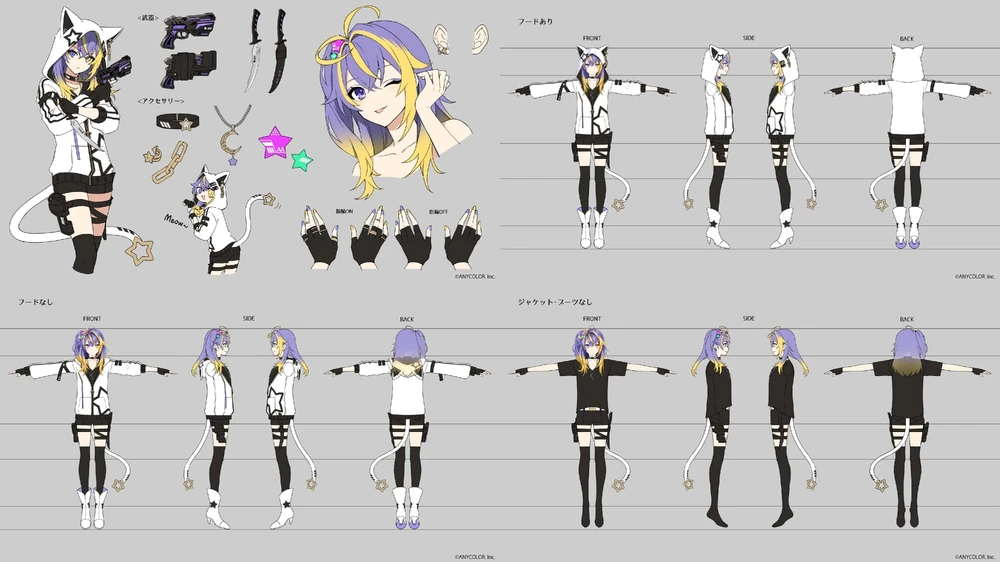 <武器>
<アクセサリー>
Meow~
指輪ON
指輪OFF
©ANYCOLOR, Inc.
フードあり
FRONT
SIDE
BACK
©ANYCOLOR, Inc.
フードなし
FRONT
SIDE
BACK
©ANYCOLOR, Inc.
ジャケット・ブーツなし
FRONT
SIDE
BACK
©ANYCOLOR, Inc.